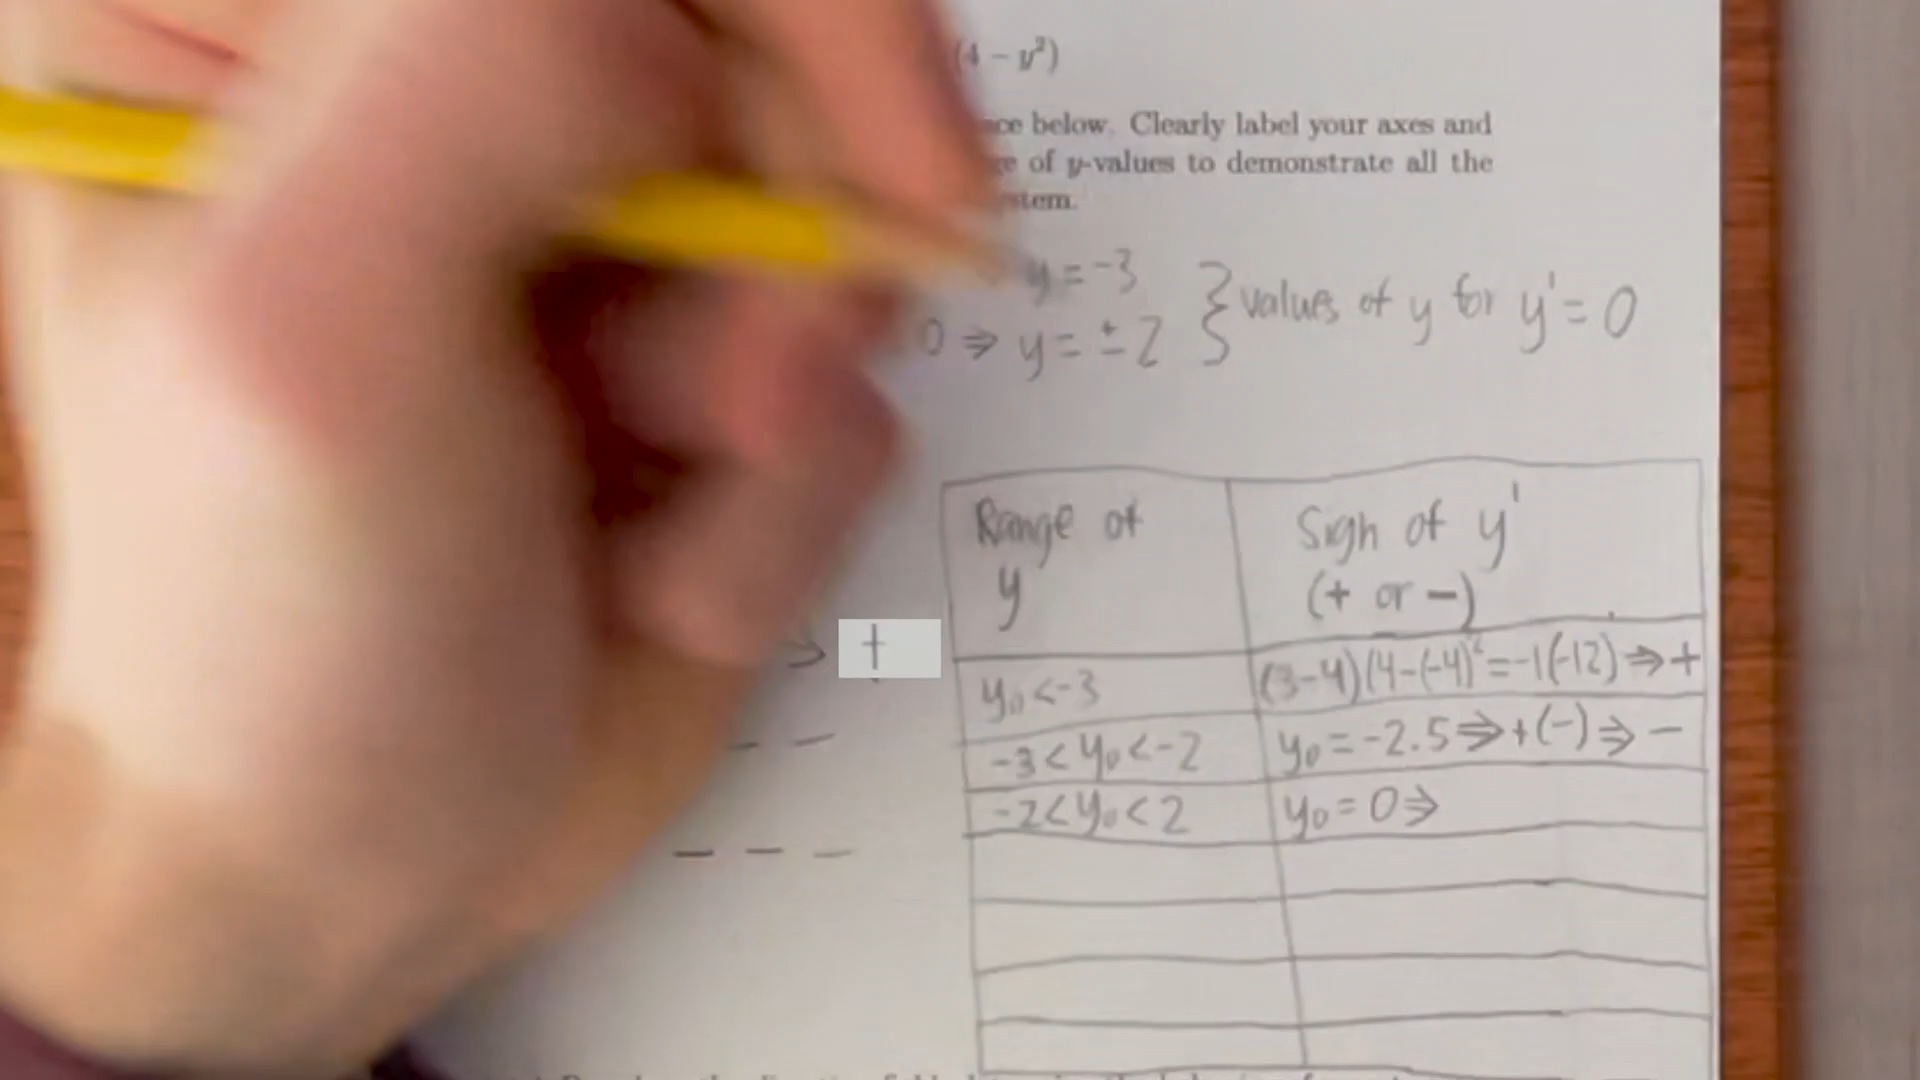 (4 − y²)
below. Clearly label your axes and
of y-values to demonstrate all the
y = -3
0 ⇒ y = ± 2 } values of y for y' = 0
Range of y
Sign of y' (+ or −)
t
y₀ < -3
(3-4)(4-(-4)² = -1(-12) ⇒ +
-3 < y₀ < -2
y₀ = -2.5 ⇒ +(-) ⇒ −
-2 < y₀ < 2
y₀ = 0 ⇒